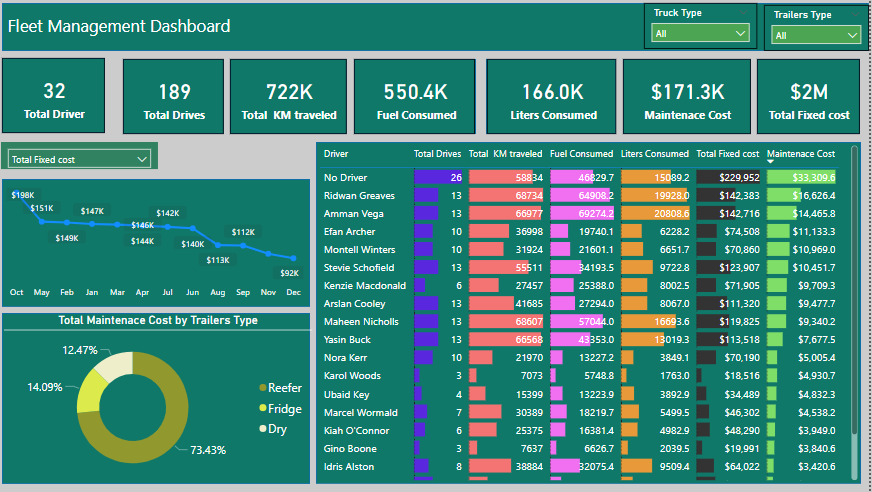 Fleet Management Dashboard
Truck Type
All
Trailers Type
All
32
Total Driver
189
Total Drives
722K
Total KM traveled
550.4K
Fuel Consumed
166.0K
Liters Consumed
$171.3K
Maintenace Cost
$2M
Total Fixed cost
Total Fixed cost
$198K
$151K
$149K
$147K
$146K
$144K
$142K
$140K
$113K
$112K
$92K
Oct May Feb Jan Mar Apr Jul Jun Aug Sep Nov Dec
Total Maintenace Cost by Trailers Type
12.47%
14.09%
73.43%
Reefer
Fridge
Dry
Driver Total Drives Total KM traveled Fuel Consumed Liters Consumed Total Fixed cost Maintenace Cost
No Driver 26 58834 46829.7 15089.2 $229,952 $33,309.6
Ridwan Greaves 13 68734 64908.2 19928.0 $142,383 $16,626.4
Amman Vega 13 66977 69274.2 20808.6 $142,716 $14,465.8
Efan Archer 10 36998 19740.1 6228.2 $74,508 $11,133.3
Montell Winters 10 31924 21601.1 6651.7 $70,860 $10,969.0
Stevie Schofield 13 55511 34193.5 9722.8 $123,907 $10,451.7
Kenzie Macdonald 6 27457 25388.0 8002.5 $71,905 $9,709.3
Arslan Cooley 13 41685 27294.0 8067.0 $111,320 $9,477.7
Maheen Nicholls 13 68607 57044.0 16693.6 $119,825 $9,340.2
Yasin Buck 13 66568 43353.0 13019.3 $113,518 $7,677.5
Nora Kerr 10 21970 13227.2 3849.1 $70,190 $5,005.4
Karol Woods 3 7073 5748.8 1763.0 $18,516 $4,930.7
Ubaid Key 4 15399 13223.9 3892.9 $34,489 $4,832.3
Marcel Wormald 7 30389 18219.7 5499.5 $46,302 $4,538.2
Kiah O'Connor 6 25375 16381.4 4982.9 $48,290 $3,949.0
Gino Boone 3 7637 6626.7 2039.5 $19,991 $3,840.6
Idris Alston 8 38884 32075.4 9509.4 $64,022 $3,420.6